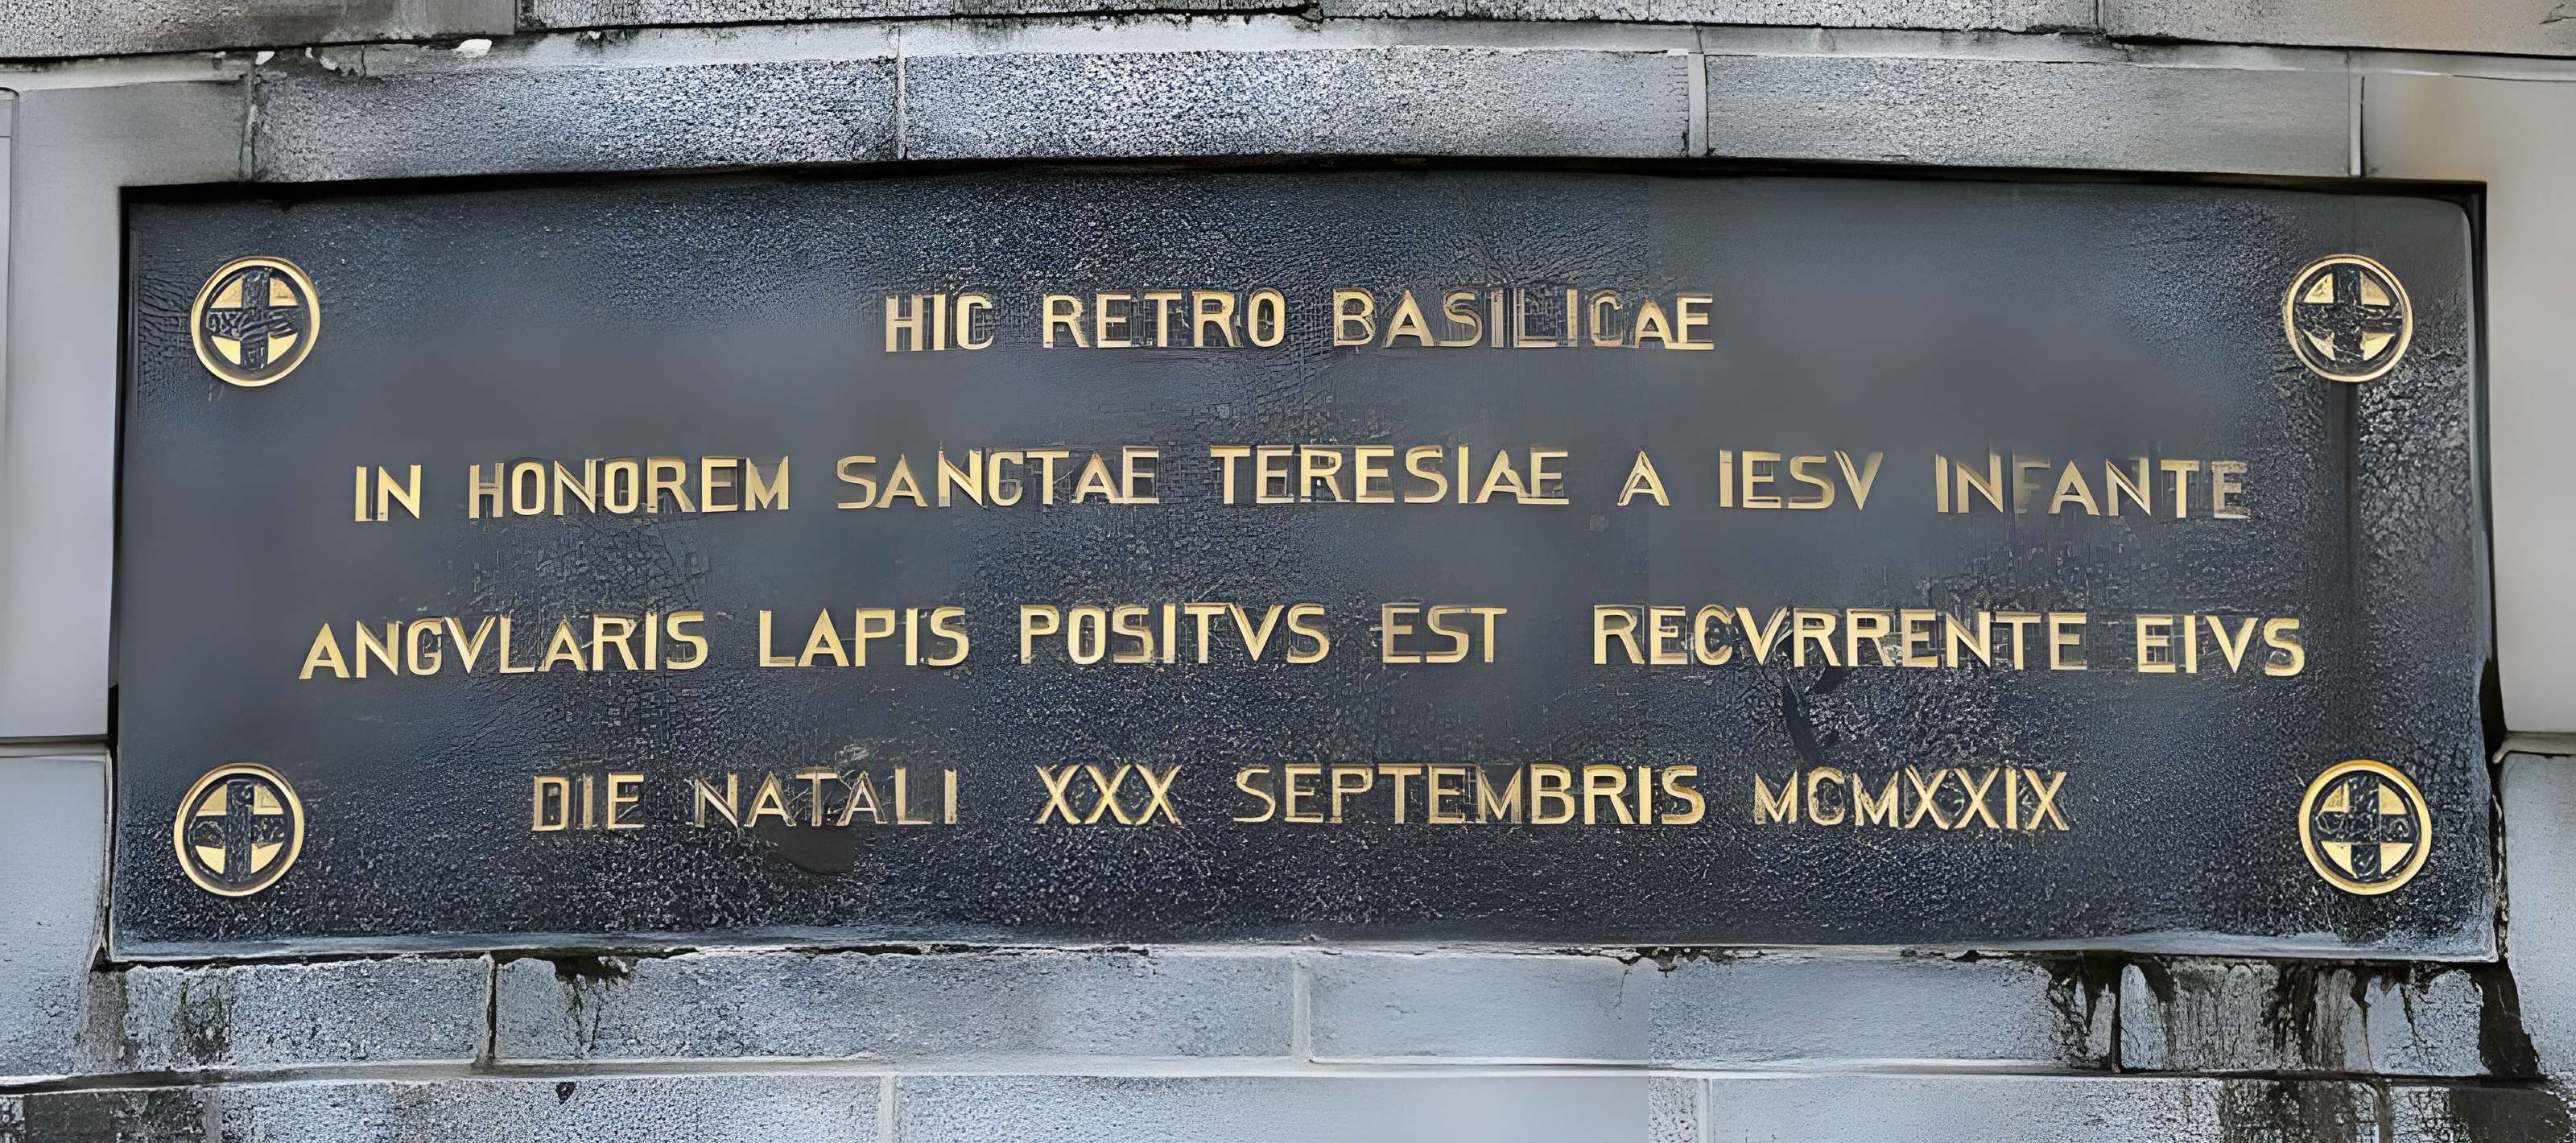 HIC RETRO BASILICAE
IN HONOREM SANCTAE TERESIAE A IESV INFANTE
ANGVLARIS LAPIS POSITVS EST RECVRRENTE EIVS
DIE NATALI XXX SEPTEMBRIS MCMXXIX